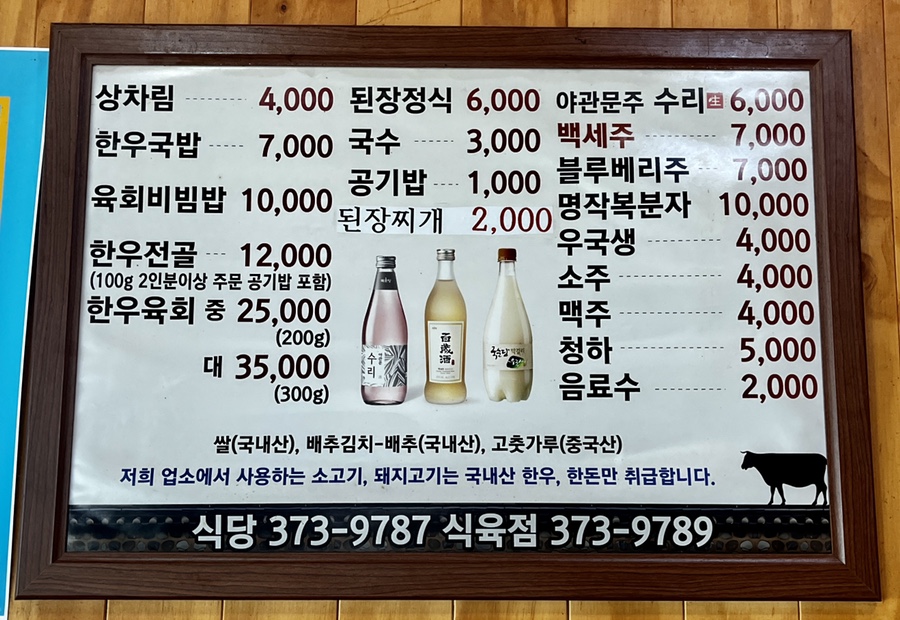 상차림 4,000
한우국밥 7,000
육회비빔밥 10,000
한우전골 12,000
(100g 2인분이상 주문 공기밥 포함)
한우육회 중 25,000
(200g)
대 35,000
(300g)
된장정식 6,000
국수 3,000
공기밥 1,000
된장찌개 2,000
야관문주 수리 生 6,000
백세주 7,000
블루베리주 7,000
명작복분자 10,000
우국생 4,000
소주 4,000
맥주 4,000
청하 5,000
음료수 2,000
수리
百歲酒
쌀(국내산), 배추김치-배추(국내산), 고춧가루(중국산)
저희 업소에서 사용하는 소고기, 돼지고기는 국내산 한우, 한돈만 취급합니다.
식당 373-9787 식육점 373-9789